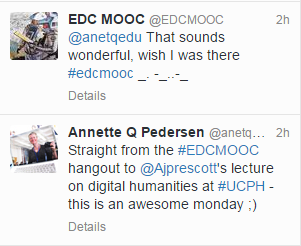 EDC MOOC @EDCMOOC 2h
@anetqedu That sounds
wonderful, wish I was there
#edcmooc _. -_..-_
Details
Annette Q Pedersen @anetq... 2h
Straight from the #EDCMOOC
hangout to @Ajprescott's lecture
on digital humanities at #UCPH -
this is an awesome monday ;)
Details